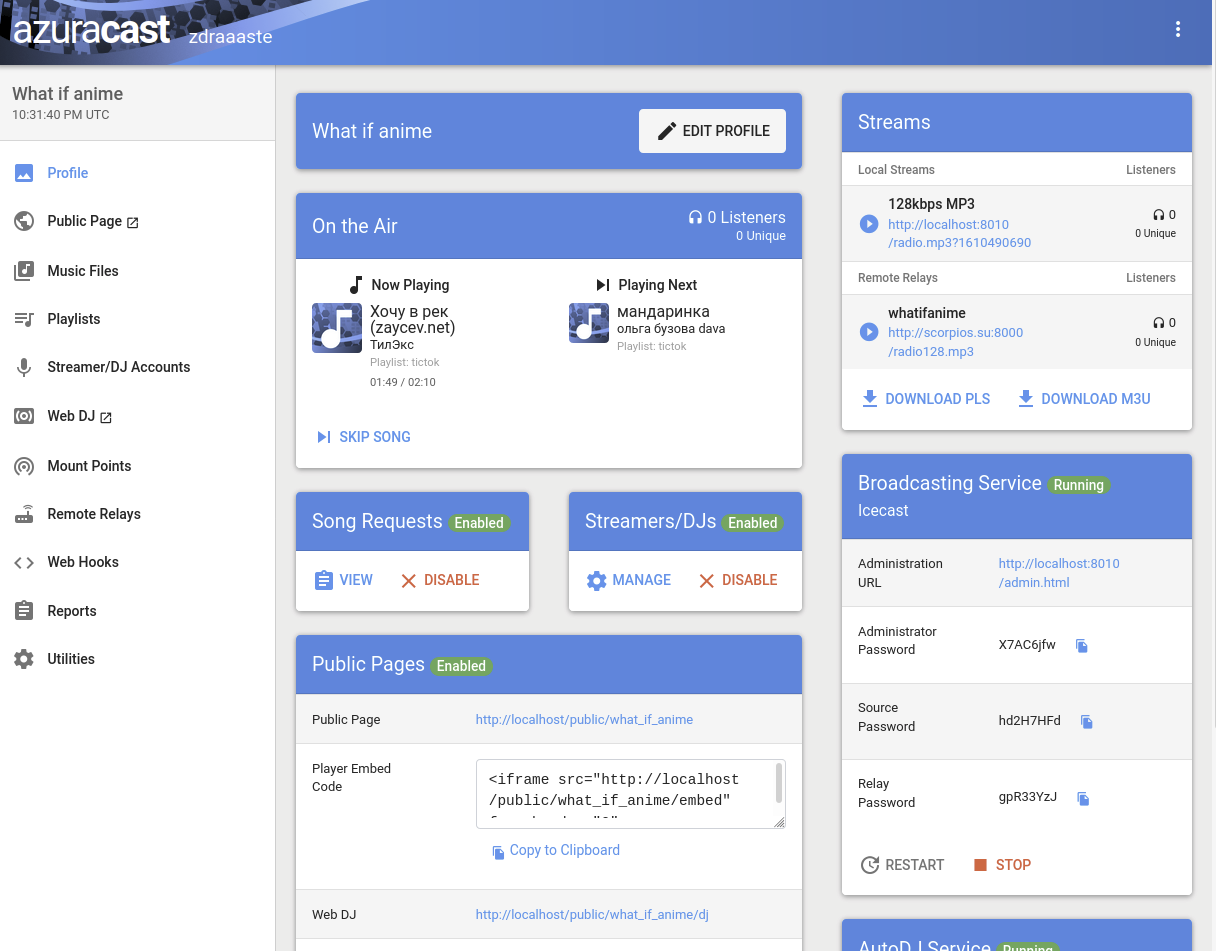 azuracast zdraaaste
What if anime
10:31:40 PM UTC
Profile
Public Page
Music Files
Playlists
Streamer/DJ Accounts
Web DJ
Mount Points
Remote Relays
Web Hooks
Reports
Utilities
What if anime
EDIT PROFILE
On the Air
0 Listeners
0 Unique
Now Playing
Хочу в рек
(zaycev.net)
ТилЭкс
Playlist: tictok
01:49 / 02:10
Playing Next
мандаринка
ольга бузова dava
Playlist: tictok
SKIP SONG
Song Requests Enabled
VIEW DISABLE
Streamers/DJs Enabled
MANAGE DISABLE
Public Pages Enabled
Public Page http://localhost/public/what_if_anime
Player Embed
Code
<iframe src="http://localhost
/public/what_if_anime/embed"
Copy to Clipboard
Web DJ http://localhost/public/what_if_anime/dj
Streams
Local Streams Listeners
128kbps MP3
http://localhost:8010
/radio.mp3?1610490690
0
0 Unique
Remote Relays Listeners
whatifanime
http://scorpios.su:8000
/radio128.mp3
0
0 Unique
DOWNLOAD PLS DOWNLOAD M3U
Broadcasting Service Running
Icecast
Administration
URL
http://localhost:8010
/admin.html
Administrator
Password
X7AC6jfw
Source
Password
hd2H7HFd
Relay
Password
gpR33YzJ
RESTART STOP
AutoDJ Service Running